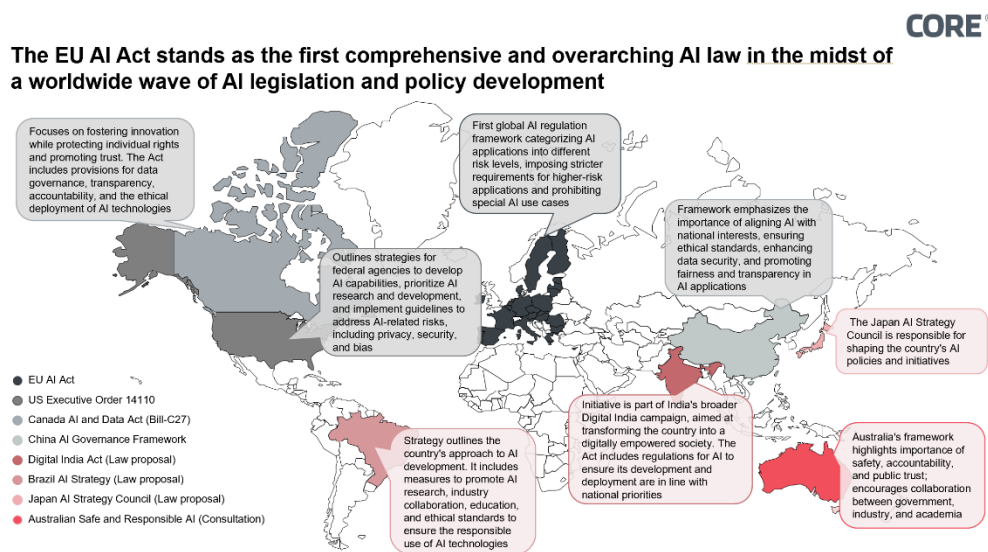 CORE
The EU AI Act stands as the first comprehensive and overarching AI law in the midst of
a worldwide wave of AI legislation and policy development
Focuses on fostering innovation
while protecting individual rights
and promoting trust. The Act
includes provisions for data
governance, transparency,
accountability, and the ethical
deployment of AI technologies
First global AI regulation
framework categorizing AI
applications into different
risk levels, imposing stricter
requirements for higher-risk
applications and prohibiting
special AI use cases
Framework emphasizes the
importance of aligning AI with
national interests, ensuring
ethical standards, enhancing
data security, and promoting
fairness and transparency in
AI applications
Outlines strategies for
federal agencies to develop
AI capabilities, prioritize AI
research and development,
and implement guidelines to
address AI-related risks,
including privacy, security,
and bias
The Japan AI Strategy
Council is responsible for
shaping the country's AI
policies and initiatives
EU AI Act
US Executive Order 14110
Canada AI and Data Act (Bill-C27)
China AI Governance Framework
Digital India Act (Law proposal)
Brazil AI Strategy (Law proposal)
Japan AI Strategy Council (Law proposal)
Australian Safe and Responsible AI (Consultation)
Strategy outlines the
country's approach to AI
development. It includes
measures to promote AI
research, industry
collaboration, education,
and ethical standards to
ensure the responsible
use of AI technologies
Initiative is part of India's broader
Digital India campaign, aimed at
transforming the country into a
digitally empowered society. The
Act includes regulations for AI to
ensure its development and
deployment are in line with
national priorities
Australia's framework
highlights importance of
safety, accountability,
and public trust;
encourages collaboration
between government,
industry, and academia